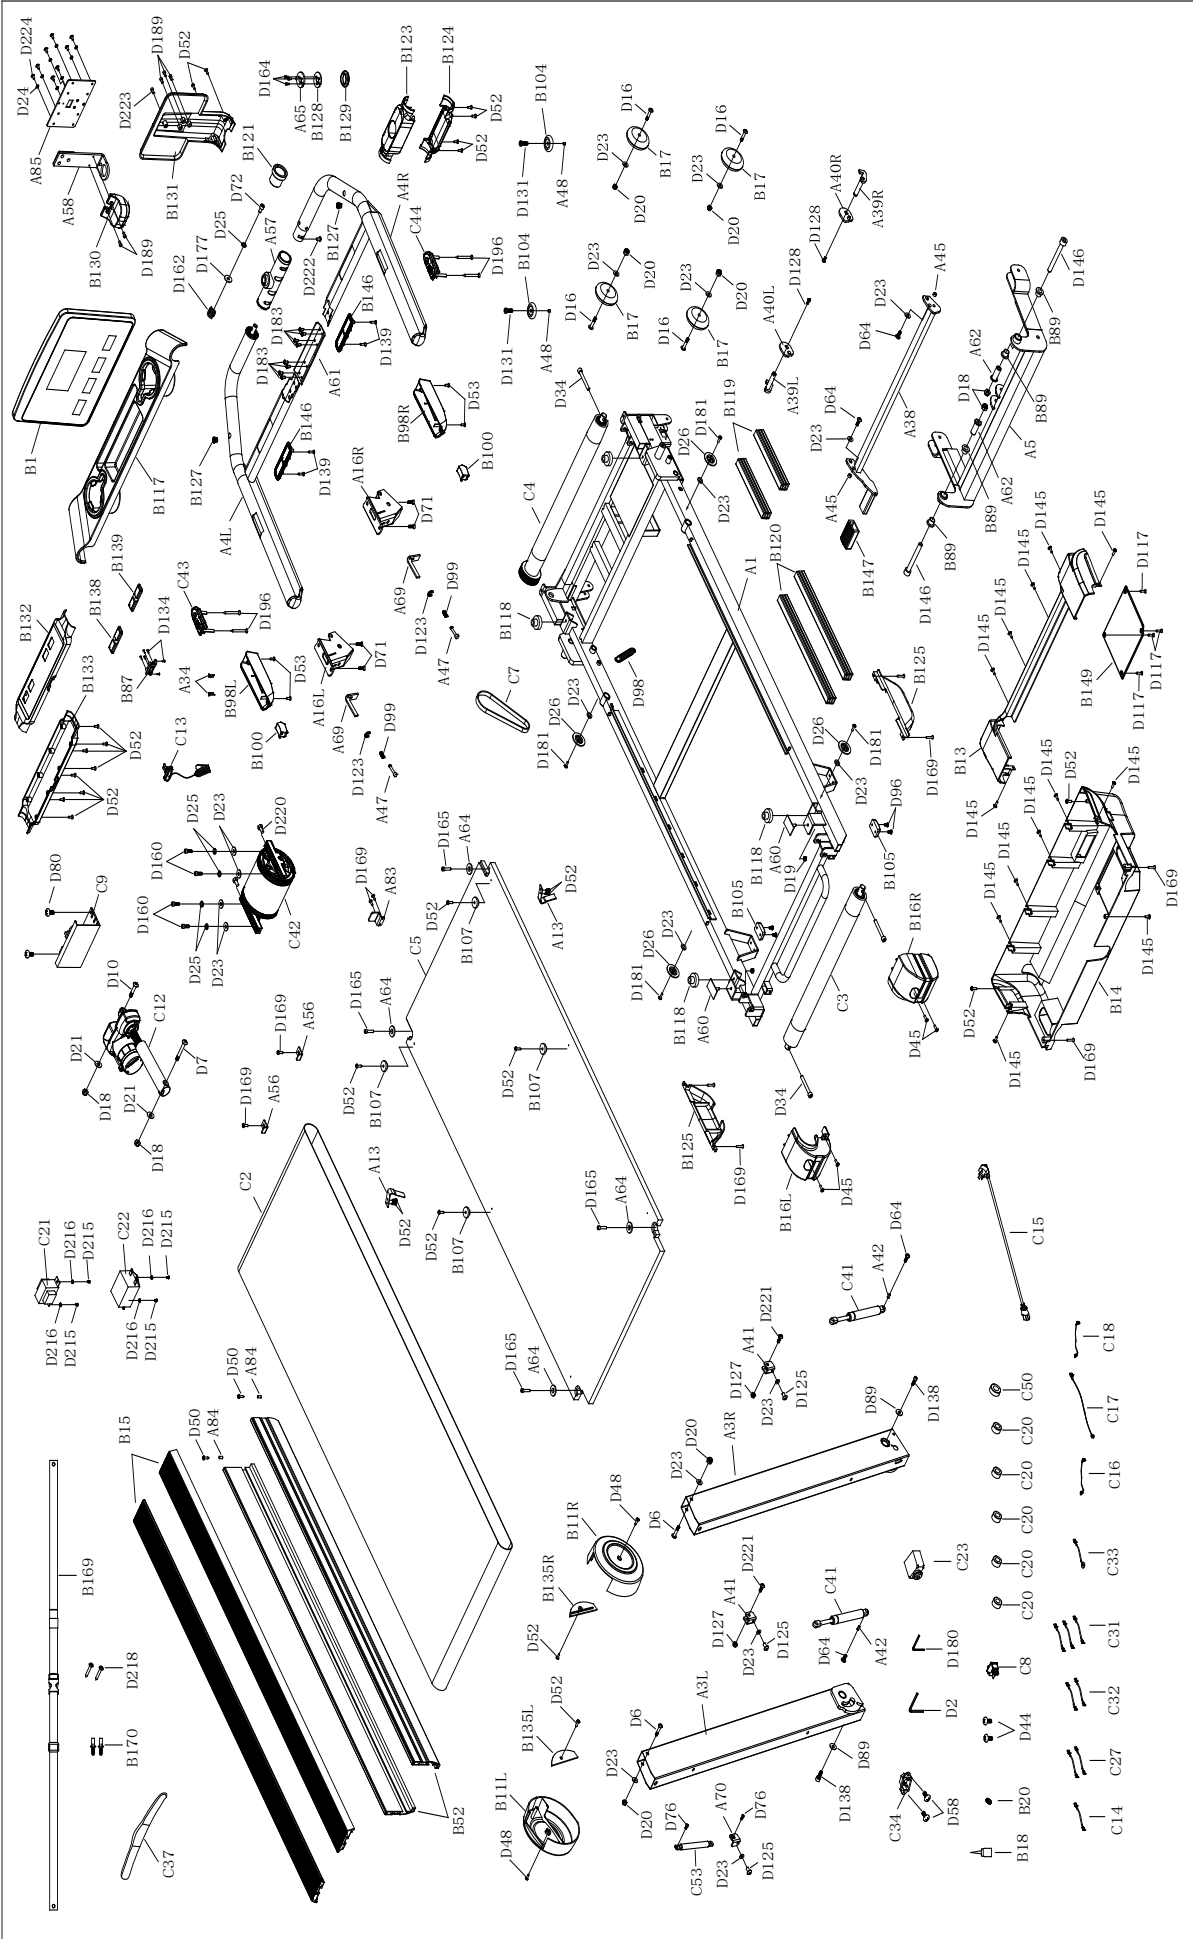 C37
B169
B170
D218
B15
B52
D50
A84
D50
A84
D216
D215
C21
D216
D215
D216
D215
C22
D216
D215
C2
D18
D21
D18
D21
C12
D10
D7
C9
D80
D160
D160
D25
D23
D25
D23
C42
D220
B133
B132
D52
D52
C13
B87
A34
D134
B138
B139
B117
B1
B127
A4L
B130
D189
A58
A85
D24
D224
D223
B131
D189
D52
D162
D177
D25
D72
B121
A57
D222
B127
D164
A65
B128
B129
B123
B124
D52
D52
A4R
C44
D196
D183
D183
A61
B146
D139
B146
D139
C43
D196
B98L
D53
B100
A16L
D71
A69
D123
D99
A47
A16R
D71
A69
D123
D99
A47
B98R
D53
B100
D131
B104
A48
D131
B104
A48
D16
B17
D23
D20
D16
B17
D23
D20
D16
B17
D23
D20
D16
B17
D23
D20
D169
A56
D169
A56
D169
A83
A13
D52
A13
D52
C5
D165
A64
D165
A64
D165
A64
D165
A64
D52
B107
D52
B107
D52
B107
D52
B107
C7
C4
D34
B118
D98
D181
D26
D23
D181
D26
D23
D181
D26
D23
D181
D26
D23
B119
B120
A1
B118
A60
B118
A60
D19
B105
B105
D96
C3
D34
B125
D169
B125
D169
B16L
D45
B16R
D45
A39L
A40L
D128
A39R
A40R
D128
A45
D23
D64
A38
D64
D23
A45
B147
D146
B89
B89
A62
D18
A62
B89
B89
D146
A5
B13
D145
D145
D145
D145
D145
D145
B149
D117
D117
D117
B14
D52
D145
D145
D145
D145
D145
D145
D52
D145
D145
D169
D169
B11L
D48
B135L
D52
B135R
D52
B11R
D48
A3L
D6
D23
D20
D89
D138
A3R
D6
D23
D20
D89
D138
C53
D76
A70
D76
D23
D125
D127
A41
D221
D23
D125
C41
D64
A42
D127
A41
D221
D23
D125
C41
A42
D64
C34
D58
D2
D180
C23
B18
B20
D44
C8
C20
C20
C20
C20
C20
C50
C15
C14
C27
C32
C31
C33
C16
C17
C18